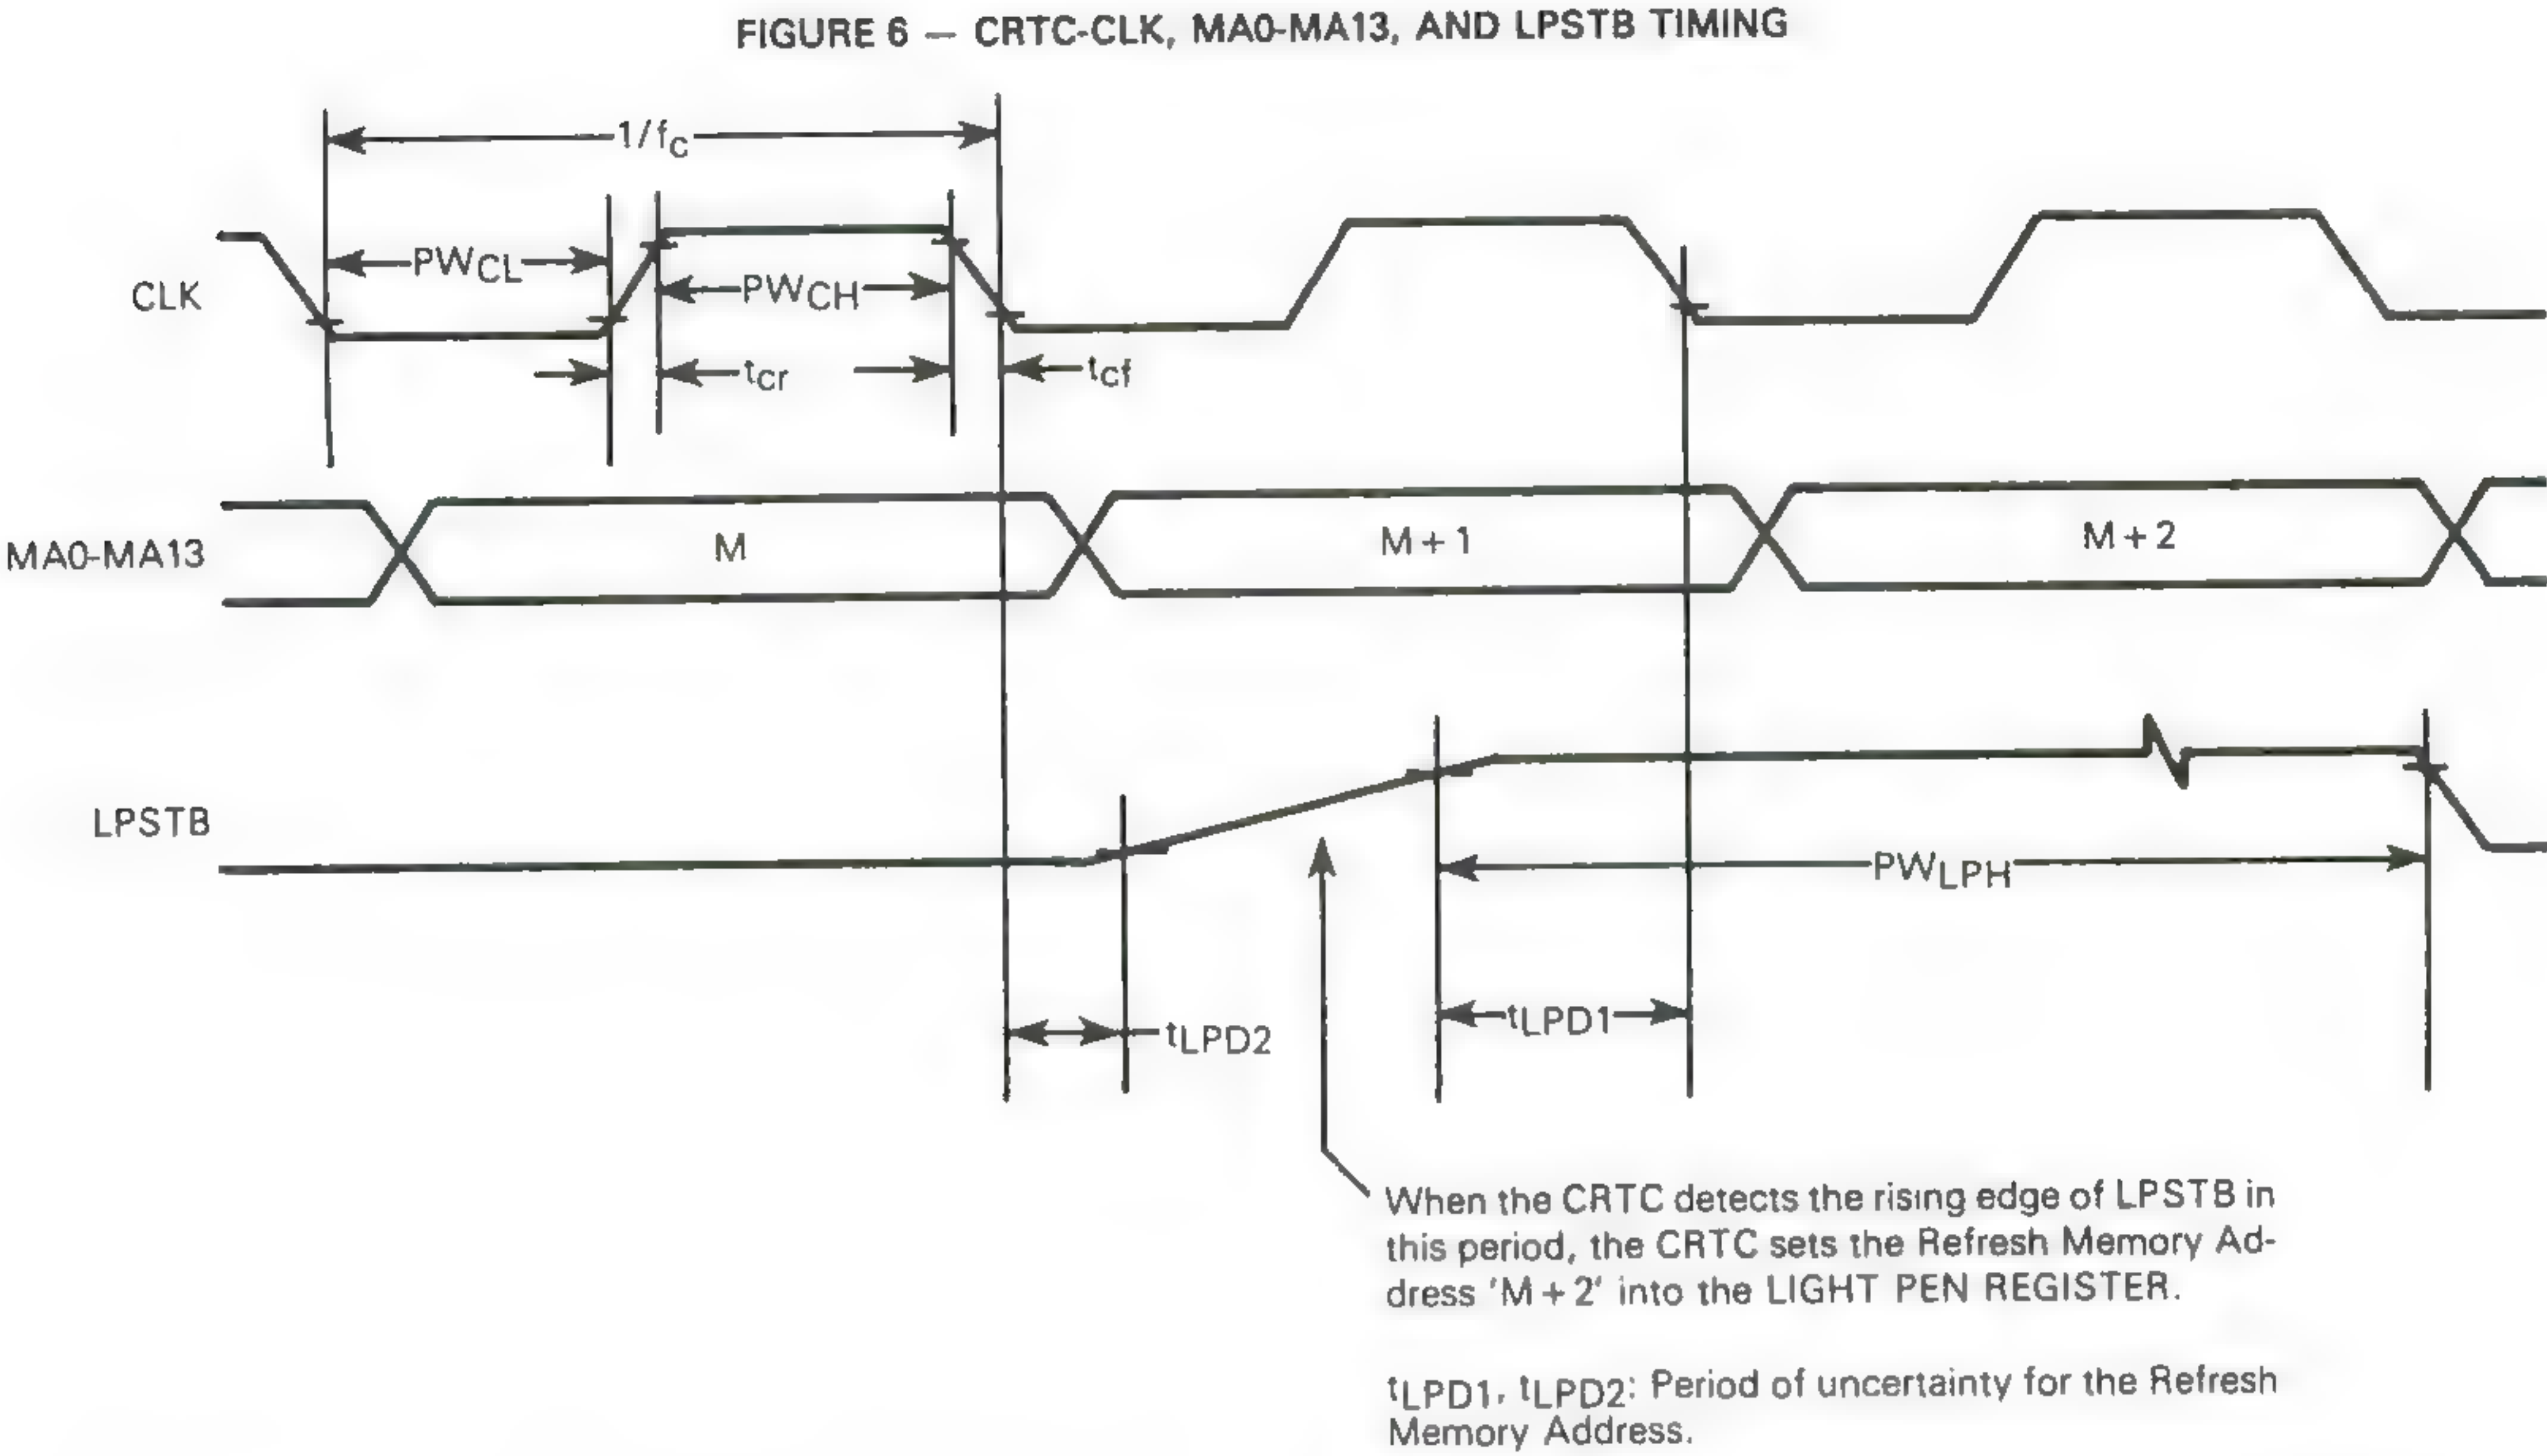 FIGURE 6 — CRTC-CLK, MA0-MA13, AND LPSTB TIMING
1/fC
PWCL
PWCH
CLK
tcr
tcf
MA0-MA13
M
M + 1
M + 2
LPSTB
PWLPH
tLPD2
tLPD1
When the CRTC detects the rising edge of LPSTB in
this period, the CRTC sets the Refresh Memory Ad-
dress 'M + 2' into the LIGHT PEN REGISTER.
tLPD1, tLPD2: Period of uncertainty for the Refresh
Memory Address.